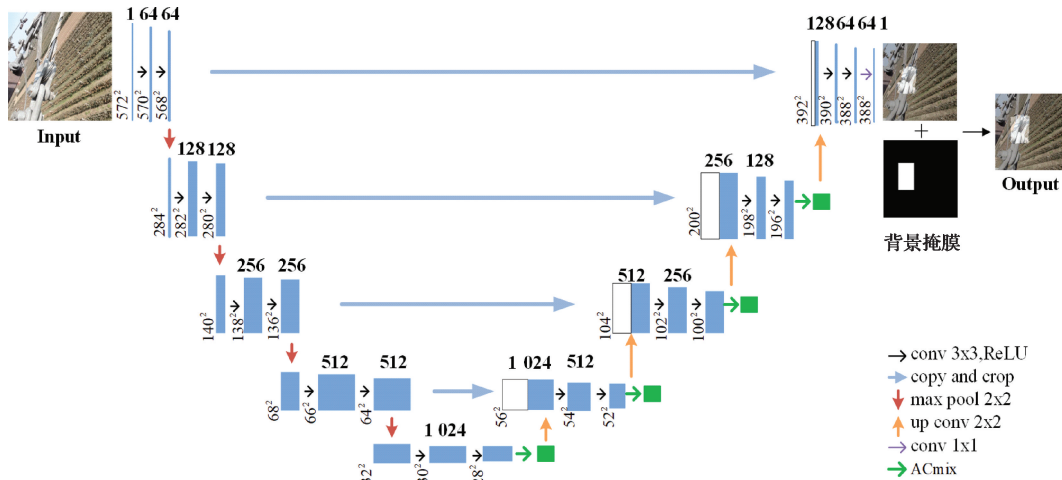 1 64 64
572² 570² 568²
Input
128 64 64 1
392² 390² 388² 388²
+
Output
背景掩膜
128 128
284² 282² 280²
256 128
200² 198² 196²
256 256
140² 138² 136²
512 256
104² 102² 100²
512 512
68² 66² 64²
1 024 512
56² 54² 52²
1 024
32² 30² 28²
conv 3x3,ReLU
copy and crop
max pool 2x2
up conv 2x2
conv 1x1
ACmix